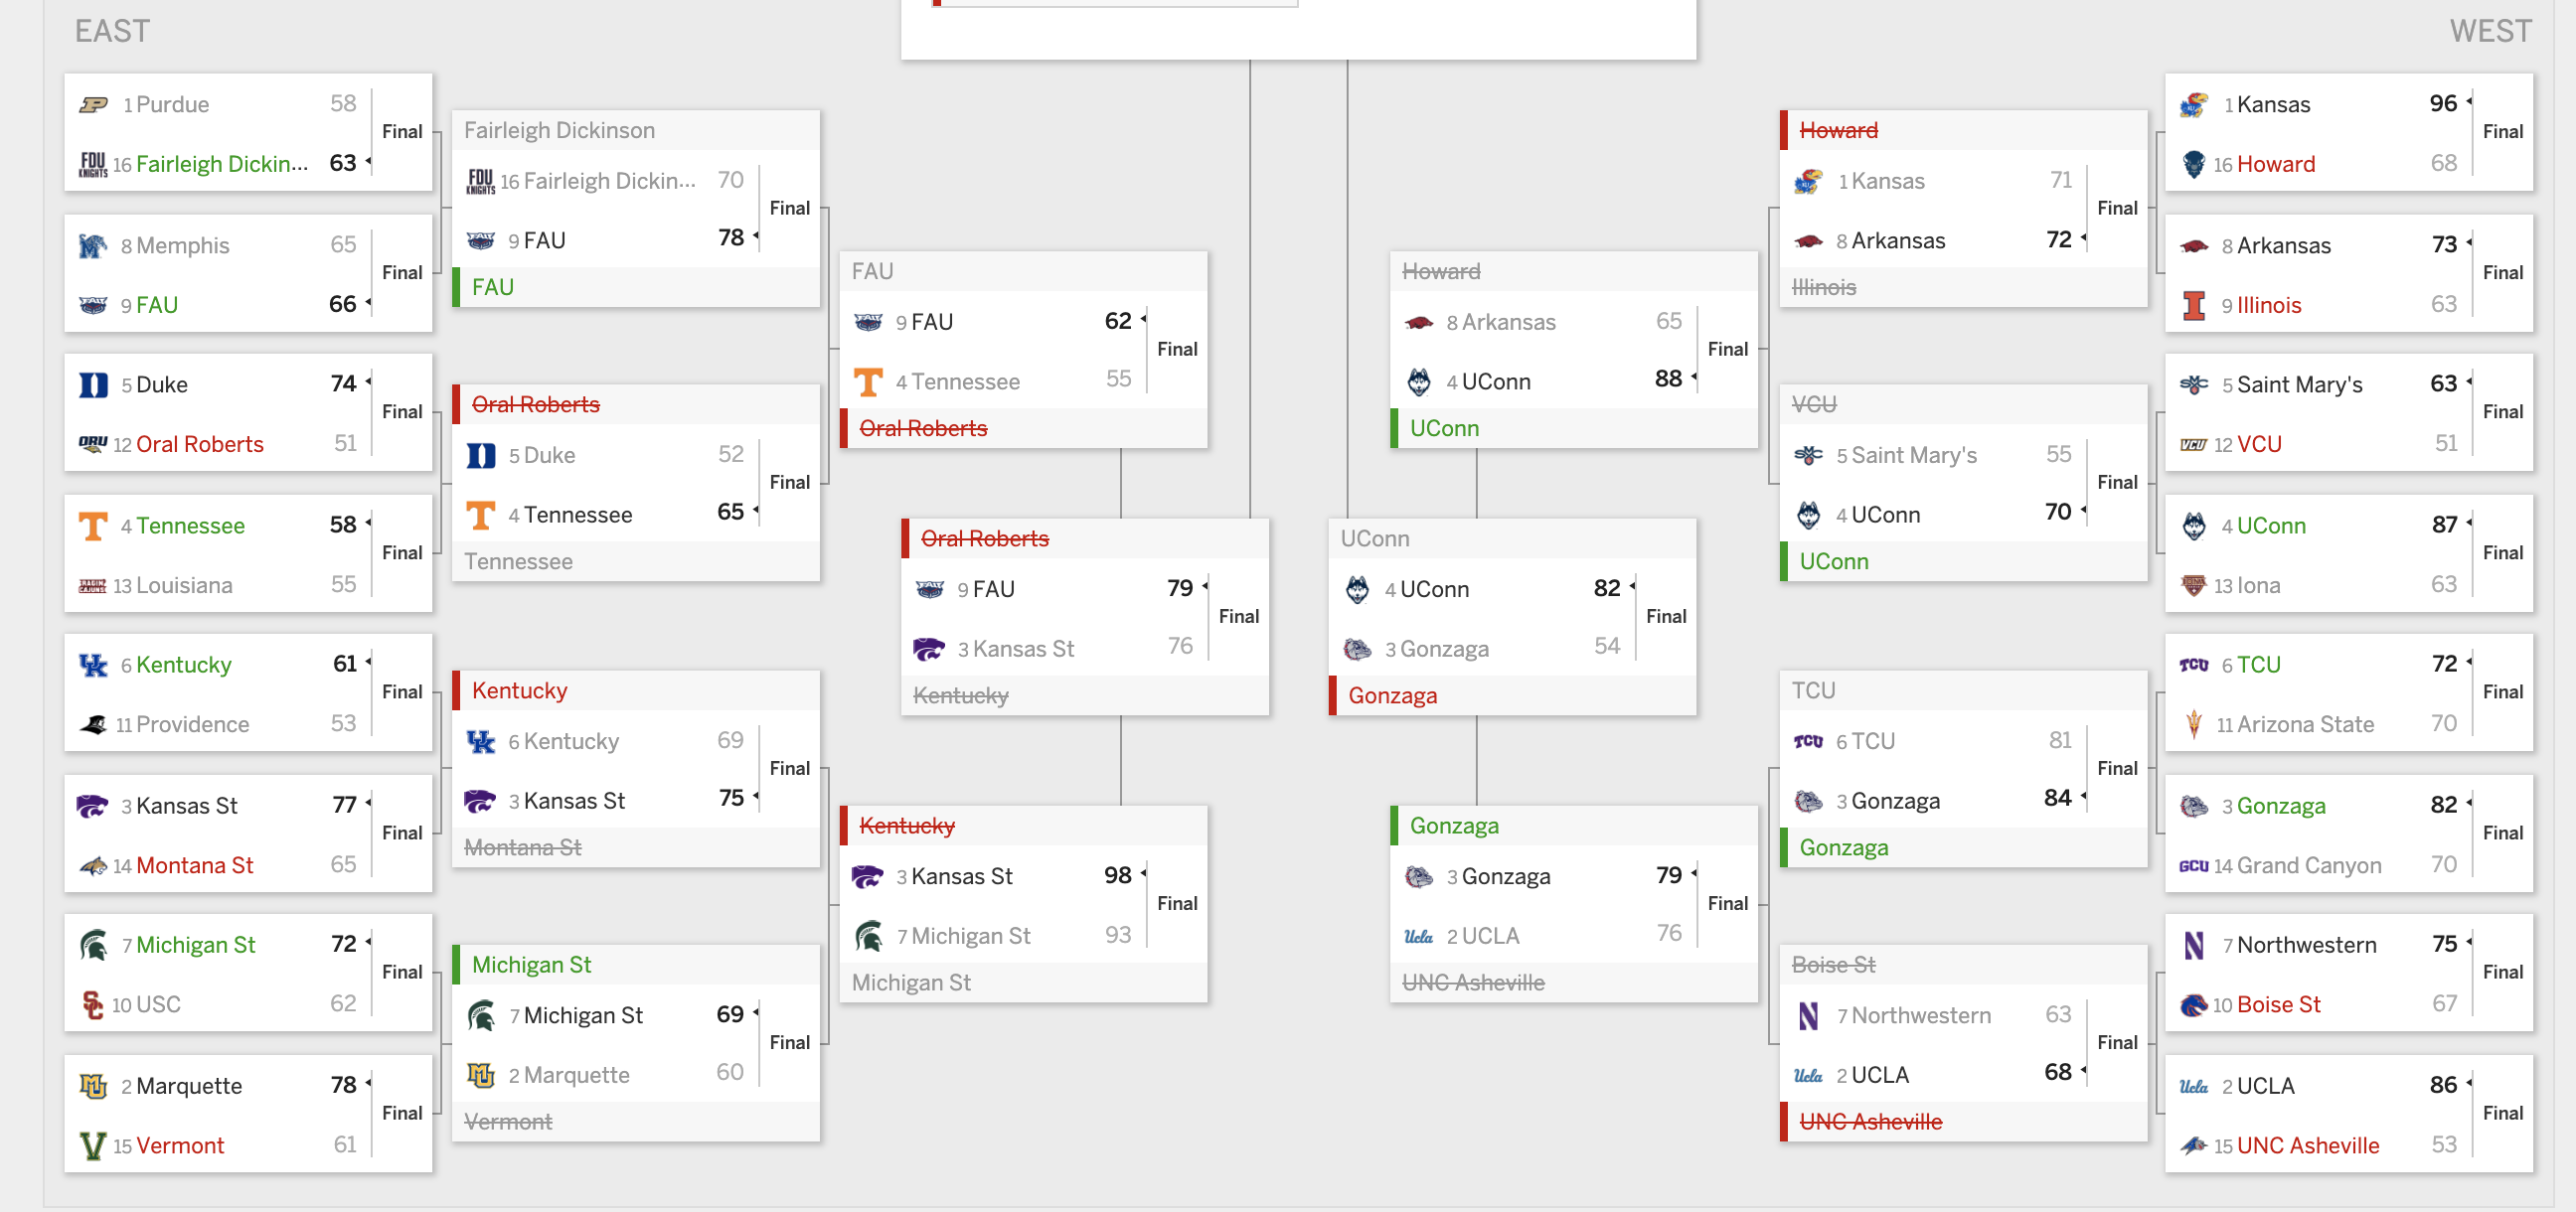 EAST
WEST
1 Purdue 58
FDU KNIGHTS 16 Fairleigh Dickin... 63
Final
8 Memphis 65
9 FAU 66
Final
5 Duke 74
ORU 12 Oral Roberts 51
Final
4 Tennessee 58
13 Louisiana 55
Final
6 Kentucky 61
11 Providence 53
Final
3 Kansas St 77
14 Montana St 65
Final
7 Michigan St 72
10 USC 62
Final
2 Marquette 78
15 Vermont 61
Final
Fairleigh Dickinson
FDU KNIGHTS 16 Fairleigh Dickin... 70
9 FAU 78
Final
FAU
Oral Roberts
5 Duke 52
4 Tennessee 65
Final
Tennessee
Kentucky
6 Kentucky 69
3 Kansas St 75
Final
Montana St
Michigan St
7 Michigan St 69
2 Marquette 60
Final
Vermont
FAU
9 FAU 62
4 Tennessee 55
Final
Oral Roberts
Kentucky
3 Kansas St 98
7 Michigan St 93
Final
Michigan St
Oral Roberts
9 FAU 79
3 Kansas St 76
Final
Kentucky
UConn
4 UConn 82
3 Gonzaga 54
Final
Gonzaga
Howard
8 Arkansas 65
4 UConn 88
Final
UConn
Gonzaga
3 Gonzaga 79
Ucla 2 UCLA 76
Final
UNC Asheville
Howard
1 Kansas 71
8 Arkansas 72
Final
Illinois
VCU
5 Saint Mary's 55
4 UConn 70
Final
UConn
TCU
TCU 6 TCU 81
3 Gonzaga 84
Final
Gonzaga
Boise St
7 Northwestern 63
Ucla 2 UCLA 68
Final
UNC Asheville
1 Kansas 96
16 Howard 68
Final
8 Arkansas 73
9 Illinois 63
Final
5 Saint Mary's 63
VCU 12 VCU 51
Final
4 UConn 87
13 Iona 63
Final
TCU 6 TCU 72
11 Arizona State 70
Final
3 Gonzaga 82
GCU 14 Grand Canyon 70
Final
7 Northwestern 75
10 Boise St 67
Final
Ucla 2 UCLA 86
15 UNC Asheville 53
Final